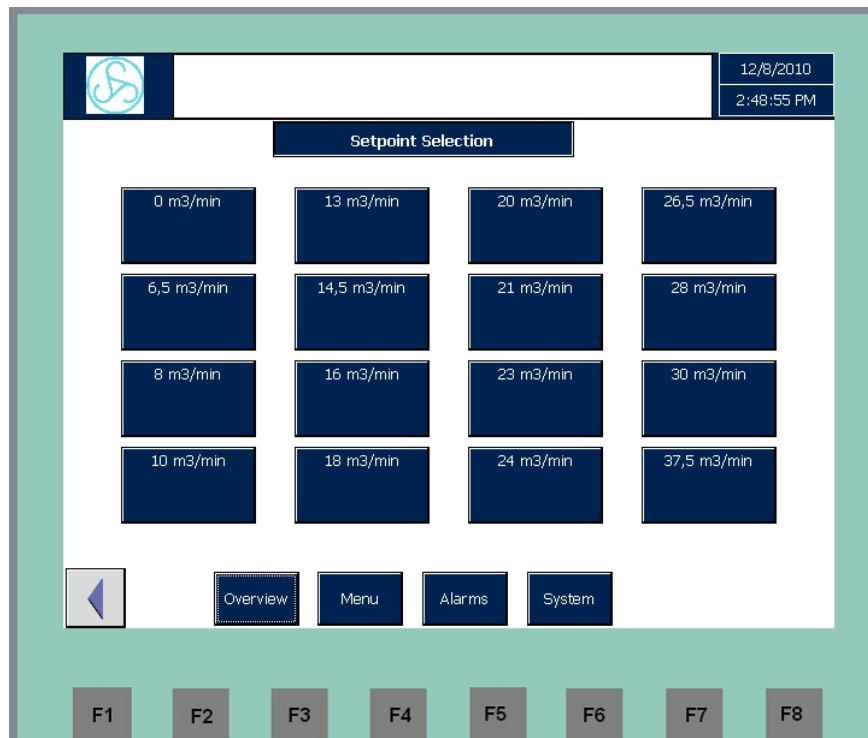 12/8/2010
2:48:55 PM
Setpoint Selection
0 m3/min 13 m3/min 20 m3/min 26,5 m3/min
6,5 m3/min 14,5 m3/min 21 m3/min 28 m3/min
8 m3/min 16 m3/min 23 m3/min 30 m3/min
10 m3/min 18 m3/min 24 m3/min 37,5 m3/min
Overview Menu Alarms System
F1 F2 F3 F4 F5 F6 F7 F8